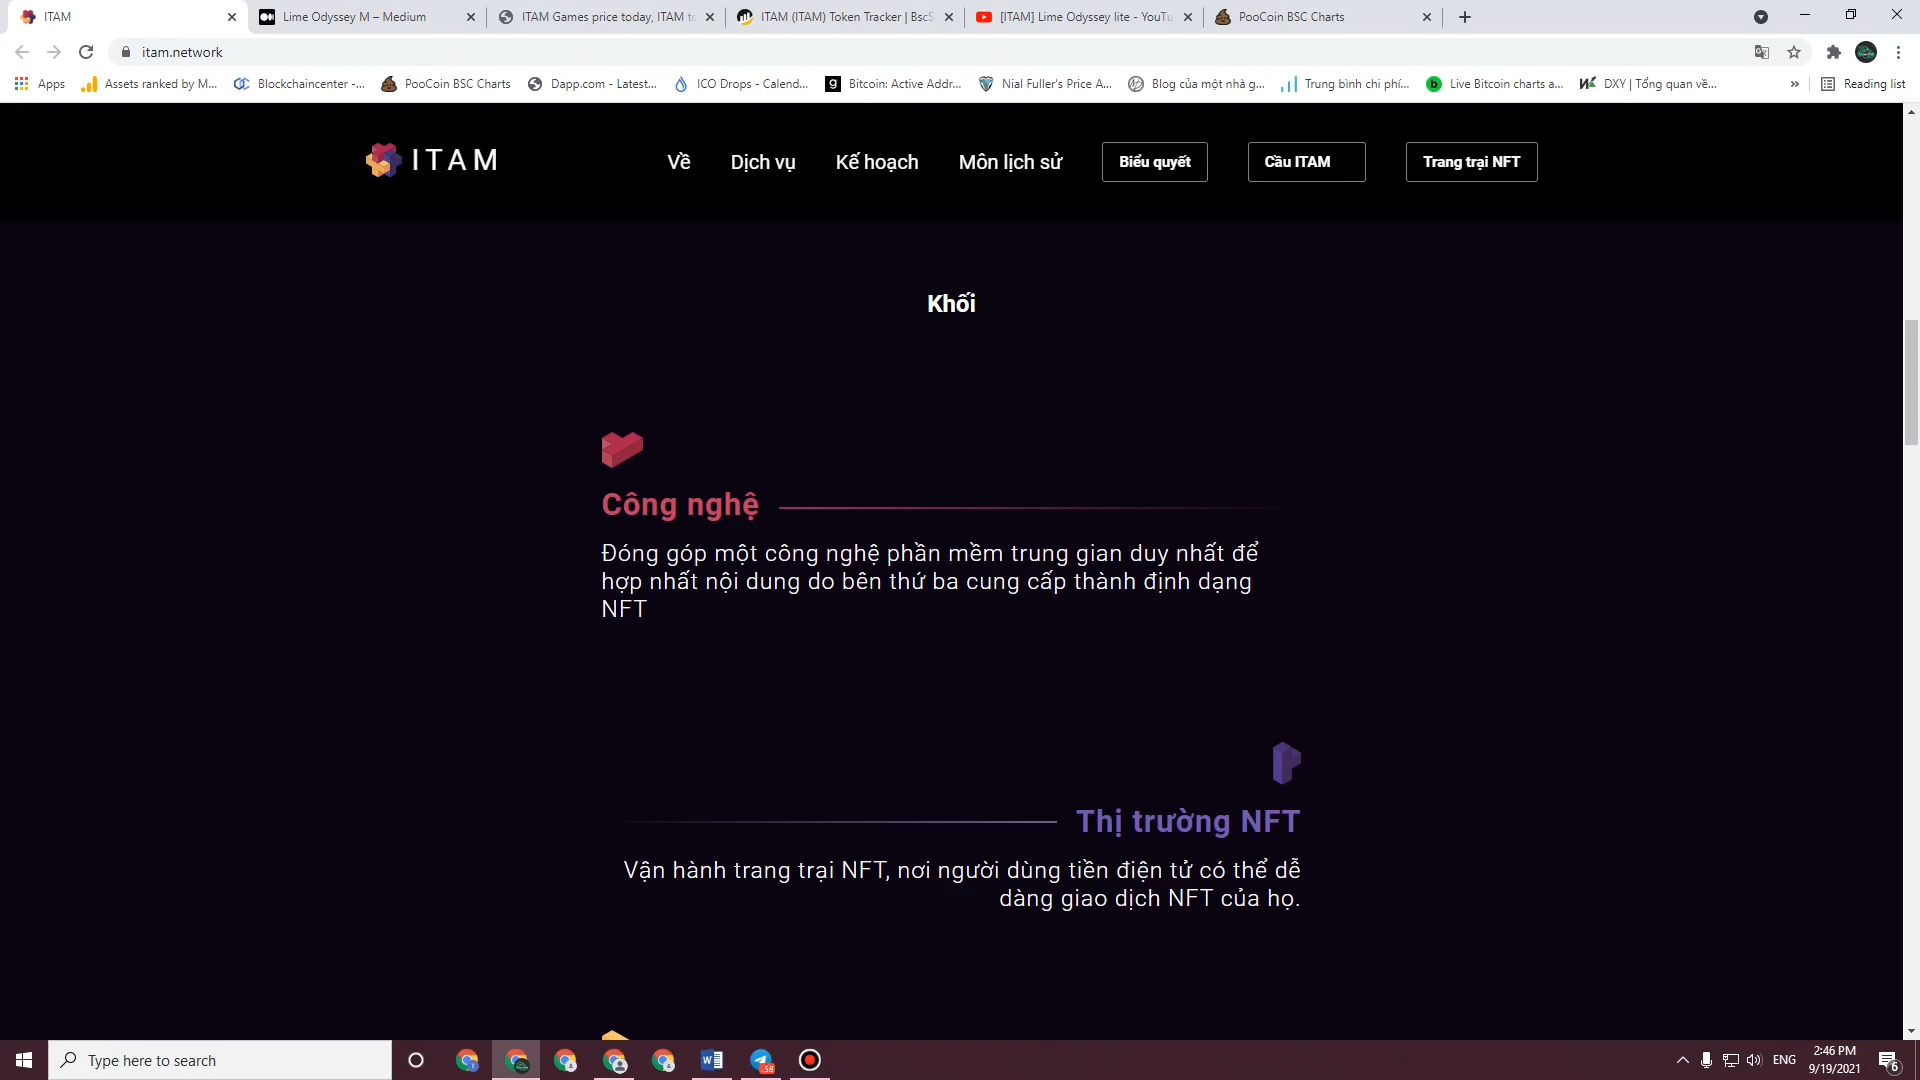 ITAM
Lime Odyssey M – Medium
ITAM Games price today, ITAM to
ITAM (ITAM) Token Tracker | BscS
[ITAM] Lime Odyssey lite - YouTu
PooCoin BSC Charts
itam.network
Apps
Assets ranked by M...
Blockchaincenter -...
PooCoin BSC Charts
Dapp.com - Latest...
ICO Drops - Calend...
Bitcoin: Active Addr...
Nial Fuller's Price A...
Blog của một nhà g...
Trung bình chi phí...
Live Bitcoin charts a...
DXY | Tổng quan về...
»
Reading list
ITAM
Về
Dịch vụ
Kế hoạch
Môn lịch sử
Biểu quyết
Cầu ITAM
Trang trại NFT
Khối
Công nghệ
Đóng góp một công nghệ phần mềm trung gian duy nhất để
hợp nhất nội dung do bên thứ ba cung cấp thành định dạng
NFT
Thị trường NFT
Vận hành trang trại NFT, nơi người dùng tiền điện tử có thể dễ
dàng giao dịch NFT của họ.
Type here to search
.58
ENG
2:46 PM
9/19/2021
6